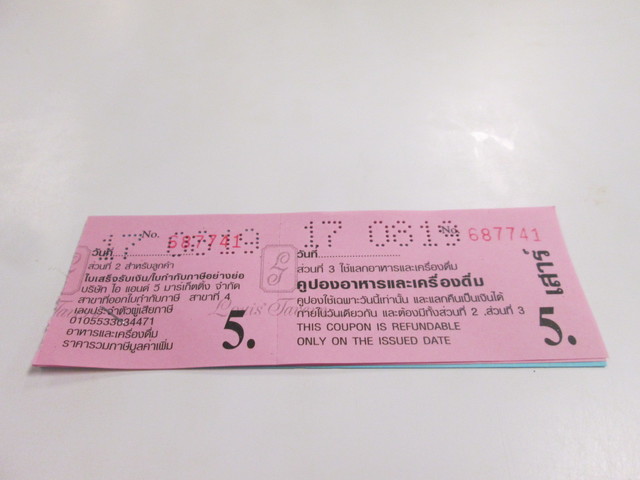 17 0819
No. 687741
วันที่
ส่วนที่ 2 สำหรับลูกค้า
ใบเสร็จรับเงิน/ใบกำกับภาษีอย่างย่อ
บริษัท ไอ แอนด์ 5 มาร์เก็ตติ้ง จำกัด
สาขาที่ออกใบกำกับภาษี สาขาที่ 4
เลขประจำตัวผู้เสียภาษี
0105533634471
อาหารและเครื่องดื่ม
ราคารวมภาษีมูลค่าเพิ่ม
5.
17 0819
No. 687741
วันที่
ส่วนที่ 3 ใช้แลกอาหารและเครื่องดื่ม
คูปองอาหารและเครื่องดื่ม
คูปองใช้เฉพาะวันนี้เท่านั้น และแลกคืนเป็นเงินได้
ภายในวันเดียวกัน และต้องมีทั้งส่วนที่ 2 ,ส่วนที่ 3
THIS COUPON IS REFUNDABLE
ONLY ON THE ISSUED DATE
5.
เสาร์